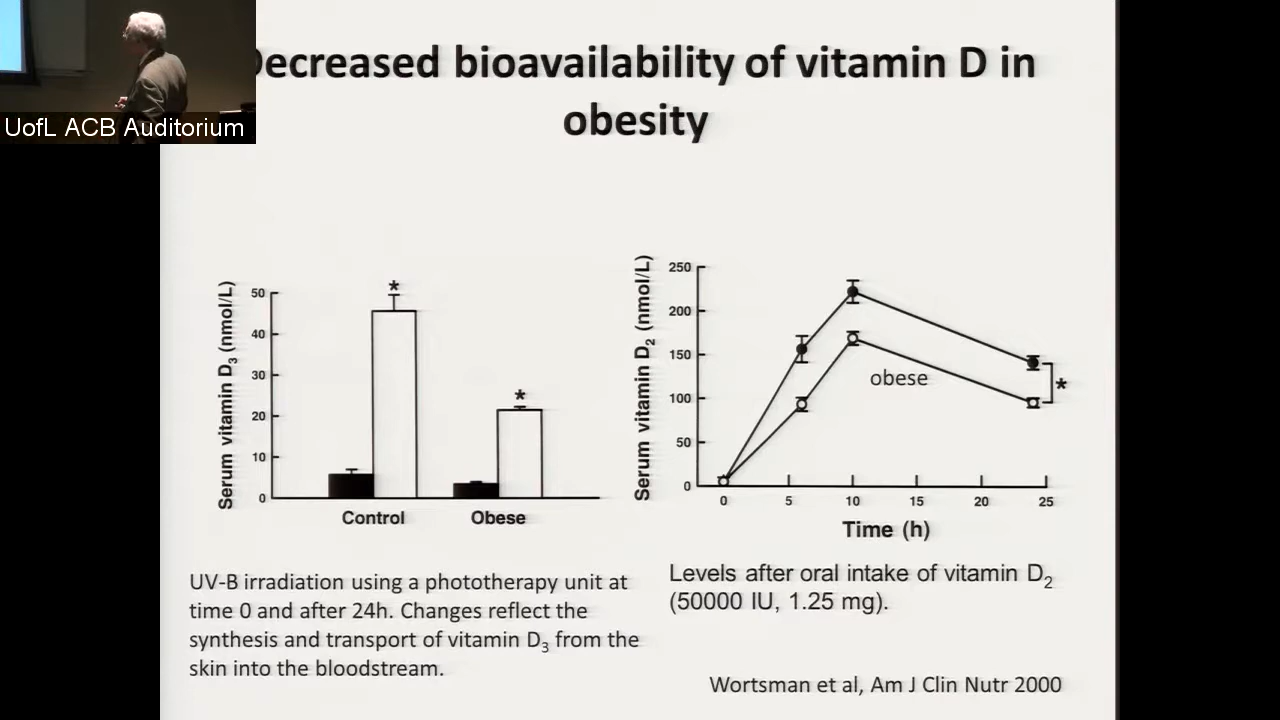 UofL ACB Auditorium
Decreased bioavailability of vitamin D in
obesity
Serum vitamin D3 (nmol/L)
50
40
30
20
10
0
*
*
Control
Obese
Serum vitamin D2 (nmol/L)
250
200
150
100
50
0
obese
*
0
5
10
15
20
25
Time (h)
UV-B irradiation using a phototherapy unit at
time 0 and after 24h. Changes reflect the
synthesis and transport of vitamin D3 from the
skin into the bloodstream.
Levels after oral intake of vitamin D2
(50000 IU, 1.25 mg).
Wortsman et al, Am J Clin Nutr 2000